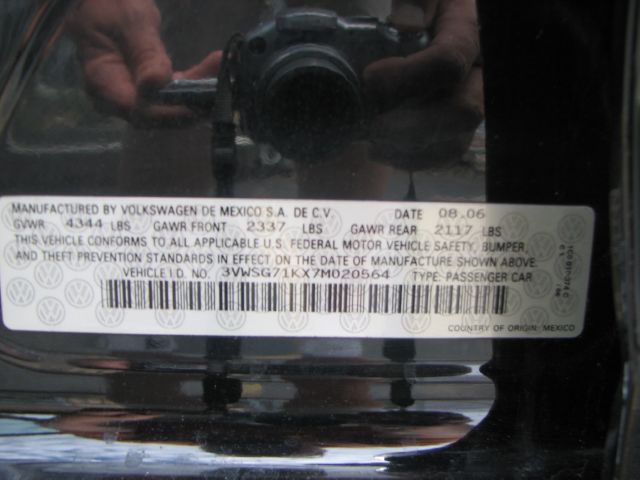 MANUFACTURED BY VOLKSWAGEN DE MEXICO S.A. DE C.V. DATE 08.06
GVWR 4344 LBS GAWR FRONT 2337 LBS GAWR REAR 2117 LBS
THIS VEHICLE CONFORMS TO ALL APPLICABLE U.S. FEDERAL MOTOR VEHICLE SAFETY, BUMPER,
AND THEFT PREVENTION STANDARDS IN EFFECT ON THE DATE OF MANUFACTURE SHOWN ABOVE.
VEHICLE I.D. NO. 3VWSG71KX7M020564 TYPE: PASSENGER CAR
COUNTRY OF ORIGIN: MEXICO